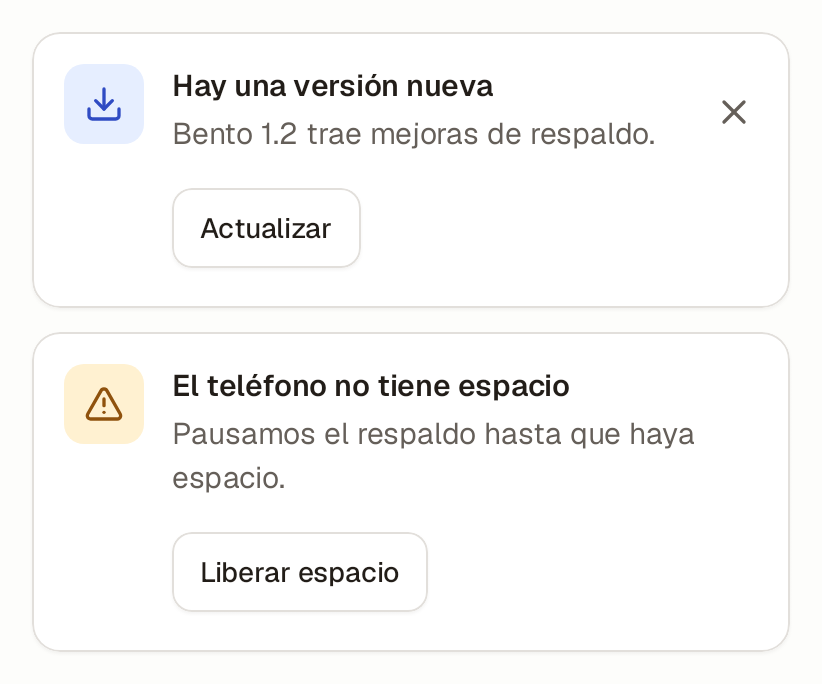 Hay una versión nueva
Bento 1.2 trae mejoras de respaldo.
Actualizar
El teléfono no tiene espacio
Pausamos el respaldo hasta que haya
espacio.
Liberar espacio